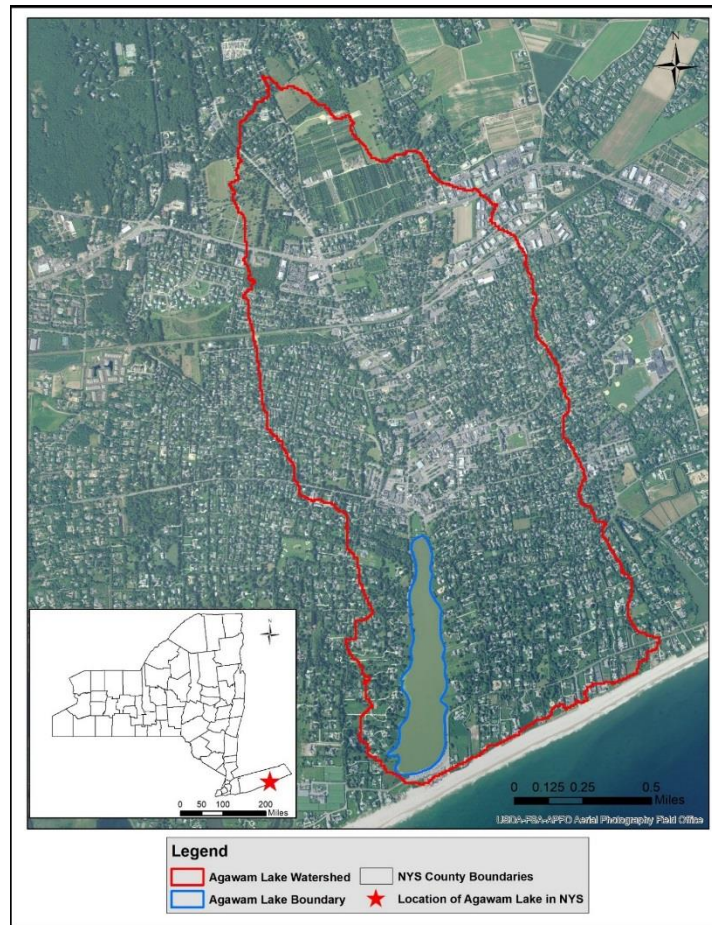 N
N
0 50 100 200
Miles
0 0.125 0.25 0.5
Miles
USDA-FSA-APFO Aerial Photography Field Office
Legend
Agawam Lake Watershed
NYS County Boundaries
Agawam Lake Boundary
Location of Agawam Lake in NYS